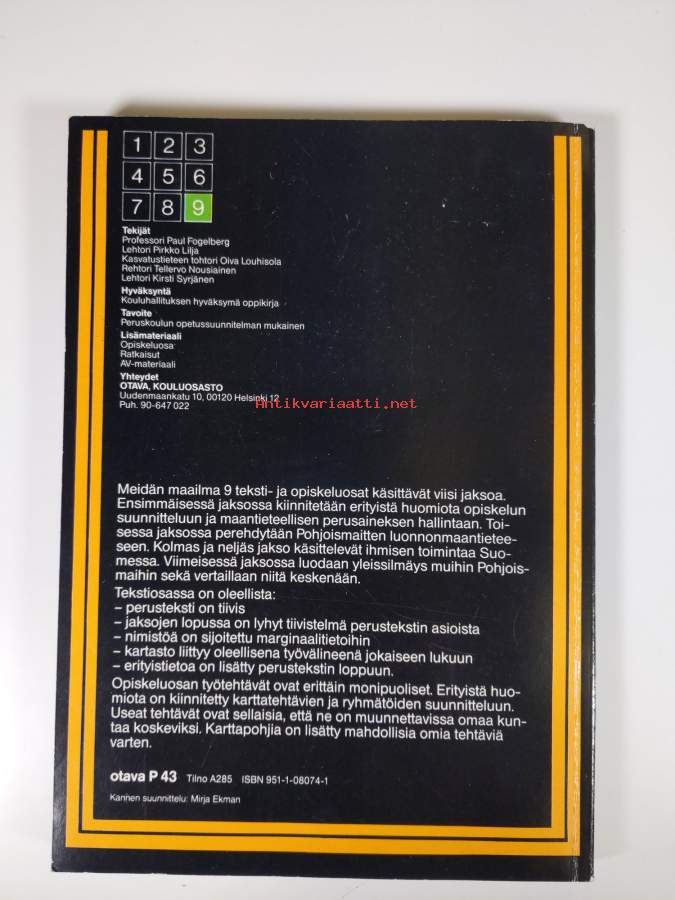 1 2 3
4 5 6
7 8 9
Tekijät
Professori Paul Fogelberg
Lehtori Pirkko Lilja
Kasvatustieteen tohtori Oiva Louhisola
Rehtori Tellervo Nousiainen
Lehtori Kirsti Syrjänen
Hyväksyntä
Kouluhallituksen hyväksymä oppikirja
Tavoite
Peruskoulun opetussuunnitelman mukainen
Lisämateriaali
Opiskeluosa
Ratkaisut
AV-materiaali
Yhteydet
OTAVA, KOULUOSASTO
Uudenmaankatu 10, 00120 Helsinki 12
Puh. 90-647 022
Antikvariaatti.net
Meidän maailma 9 teksti- ja opiskeluosat käsittävät viisi jaksoa.
Ensimmäisessä jaksossa kiinnitetään erityistä huomiota opiskelun
suunnitteluun ja maantieteellisen perusaineksen hallintaan. Toi-
sessa jaksossa perehdytään Pohjoismaitten luonnonmaantietee-
seen. Kolmas ja neljäs jakso käsittelevät ihmisen toimintaa Suo-
messa. Viimeisessä jaksossa luodaan yleissilmäys muihin Pohjois-
maihin sekä vertaillaan niitä keskenään.
Tekstiosassa on oleellista:
– perusteksti on tiivis
– jaksojen lopussa on lyhyt tiivistelmä perustekstin asioista
– nimistöä on sijoitettu marginaalitietoihin
– kartasto liittyy oleellisena työvälineenä jokaiseen lukuun
– erityistietoa on lisätty perustekstin loppuun.
Opiskeluosan työtehtävät ovat erittäin monipuoliset. Erityistä huo-
miota on kiinnitetty karttatehtävien ja ryhmätöiden suunnitteluun.
Useat tehtävät ovat sellaisia, että ne on muunnettavissa omaa kun-
taa koskeviksi. Karttapohjia on lisätty mahdollisia omia tehtäviä
varten.
otava P 43 Tilno A285 ISBN 951-1-08074-1
Kannen suunnittelu: Mirja Ekman